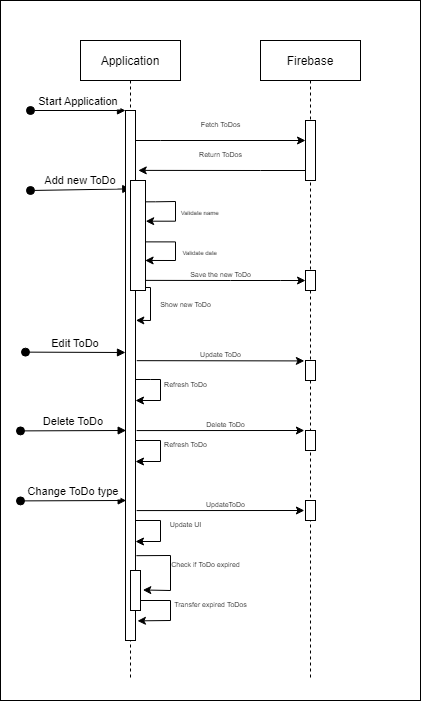 Application
Firebase
Start Application
Fetch ToDos
Return ToDos
Add new ToDo
Validate name
Validate date
Save the new ToDo
Show new ToDo
Edit ToDo
Update ToDo
Refresh ToDo
Delete ToDo
Delete ToDo
Refresh ToDo
Change ToDo type
UpdateToDo
Update UI
Check if ToDo expired
Transfer expired ToDos